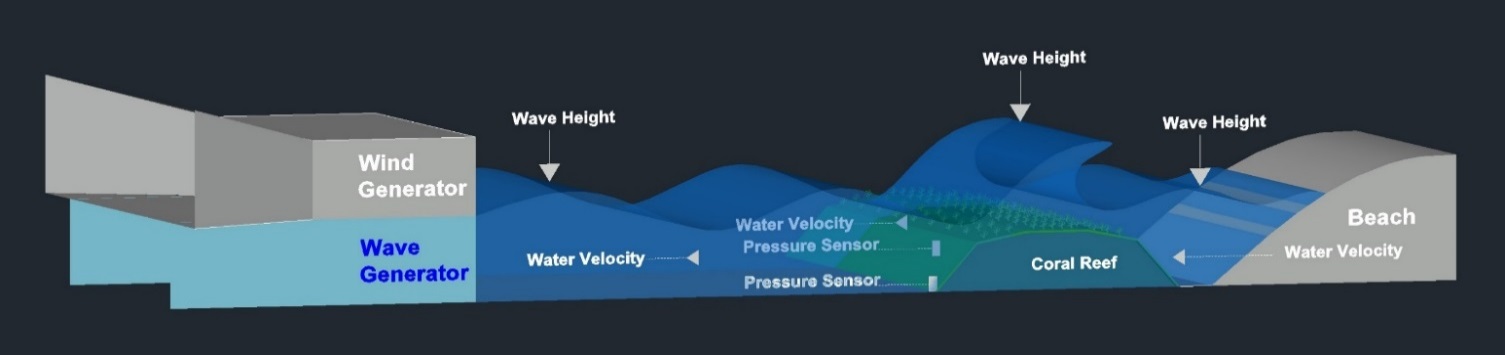 Wave Height
Wave Height
Wave Height
Wind
Generator
Wave
Generator
Water Velocity
Pressure Sensor
Water Velocity
Pressure Sensor
Coral Reef
Beach
Water Velocity